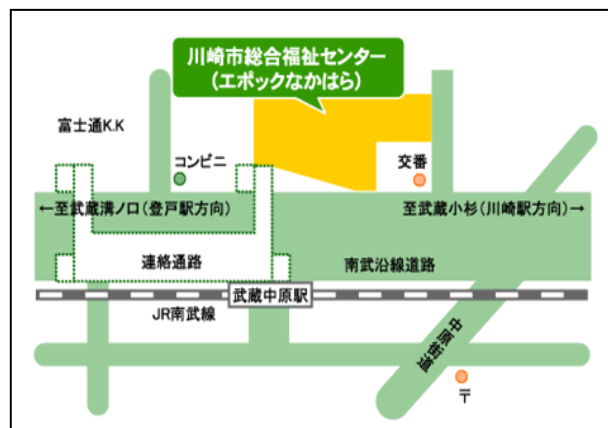 川崎市総合福祉センター
(エポックなかはら)
富士通K.K
コンビニ
交番
←至武蔵溝ノ口(登戸駅方向)
至武蔵小杉(川崎駅方向)→
連絡通路
南武沿線道路
武蔵中原駅
JR南武線
中原街道
〒